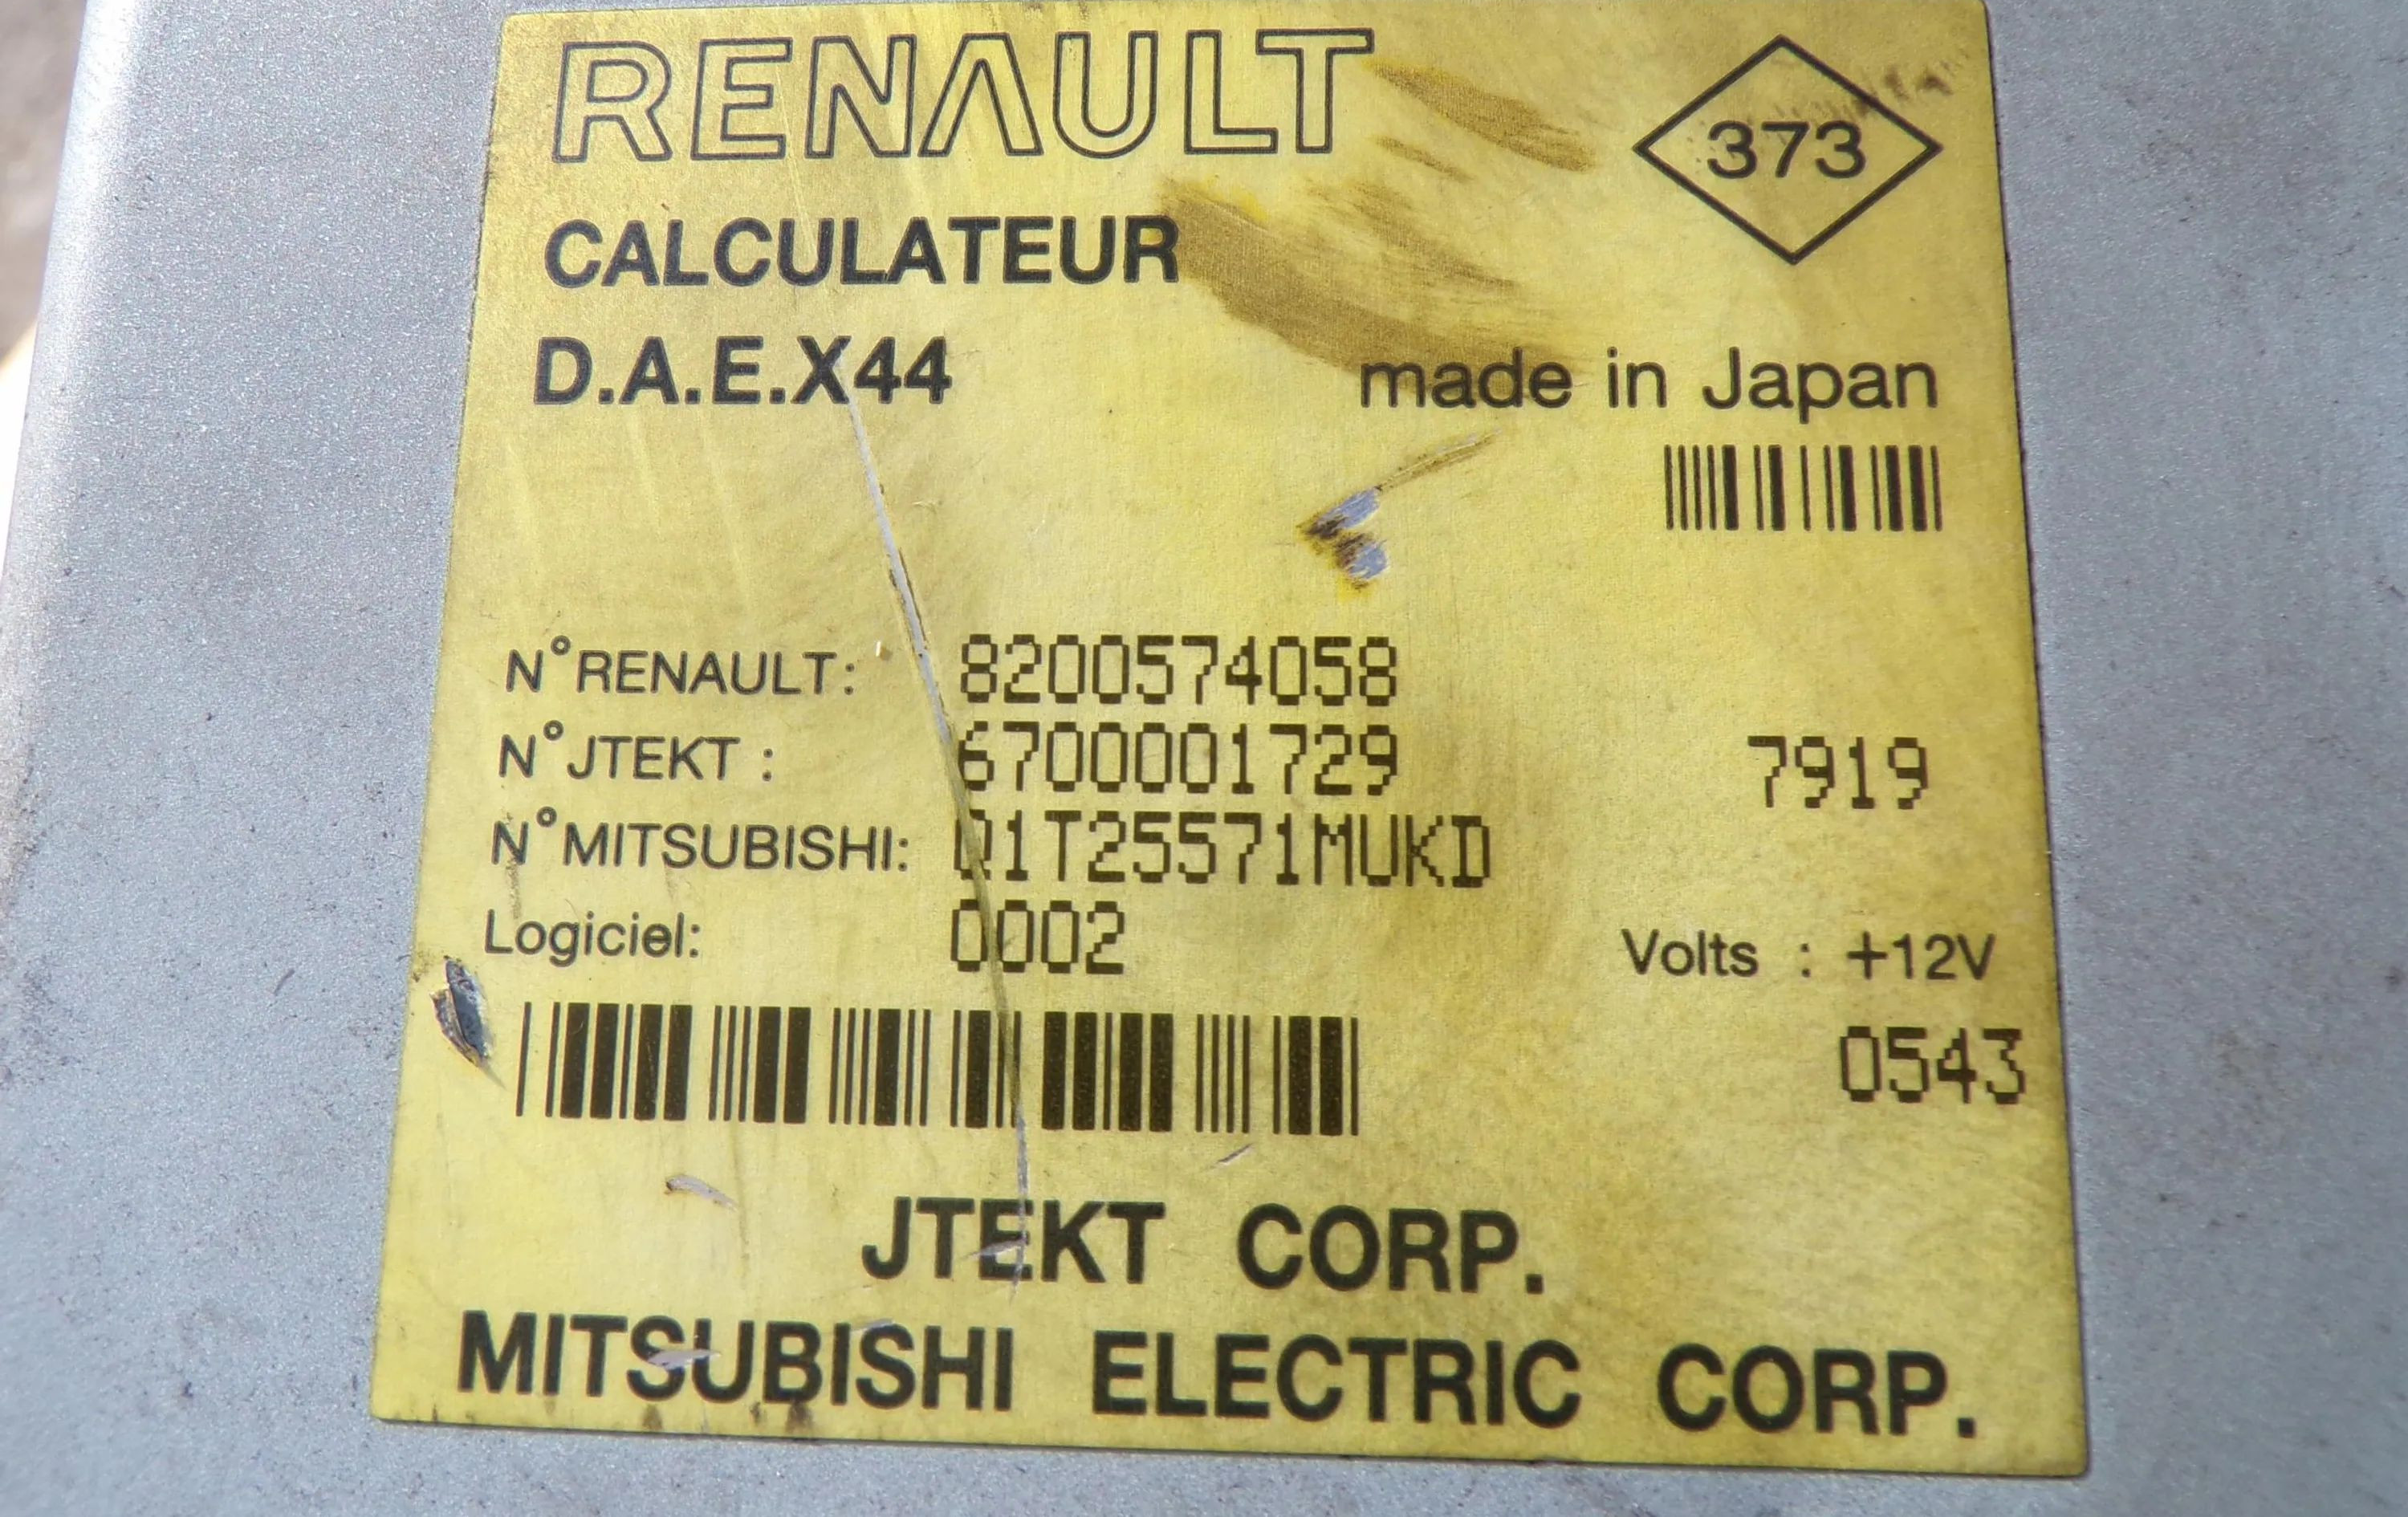 RENAULT
373
CALCULATEUR
D.A.E.X44
made in Japan
N°RENAULT: 8200574058
N°JTEKT : 6700001729 7919
N°MITSUBISHI: Q1T25571MUKD
Logiciel: 0002
Volts : +12V
0543
JTEKT CORP.
MITSUBISHI ELECTRIC CORP.